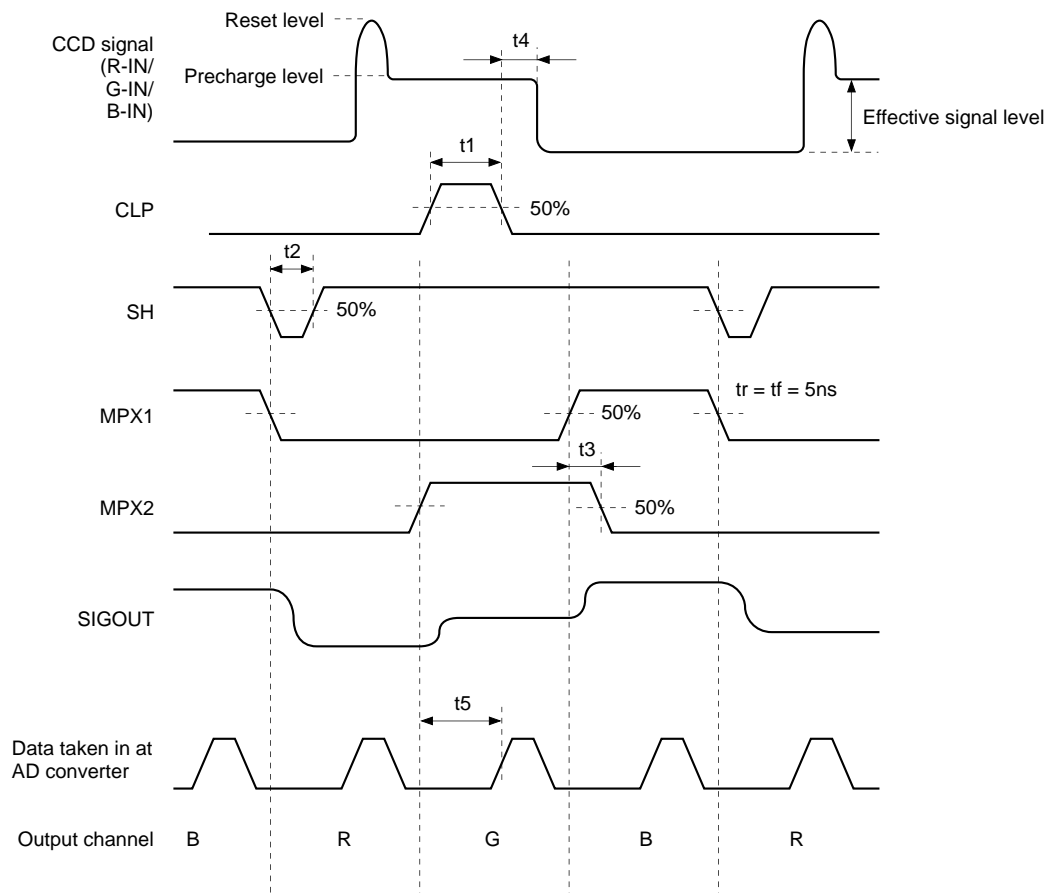 Reset level
t4
CCD signal
(R-IN/
G-IN/
B-IN)
Precharge level
Effective signal level
t1
CLP
50%
t2
SH
50%
MPX1
50%
tr = tf = 5ns
t3
MPX2
50%
SIGOUT
t5
Data taken in at
AD converter
Output channel B R G B R